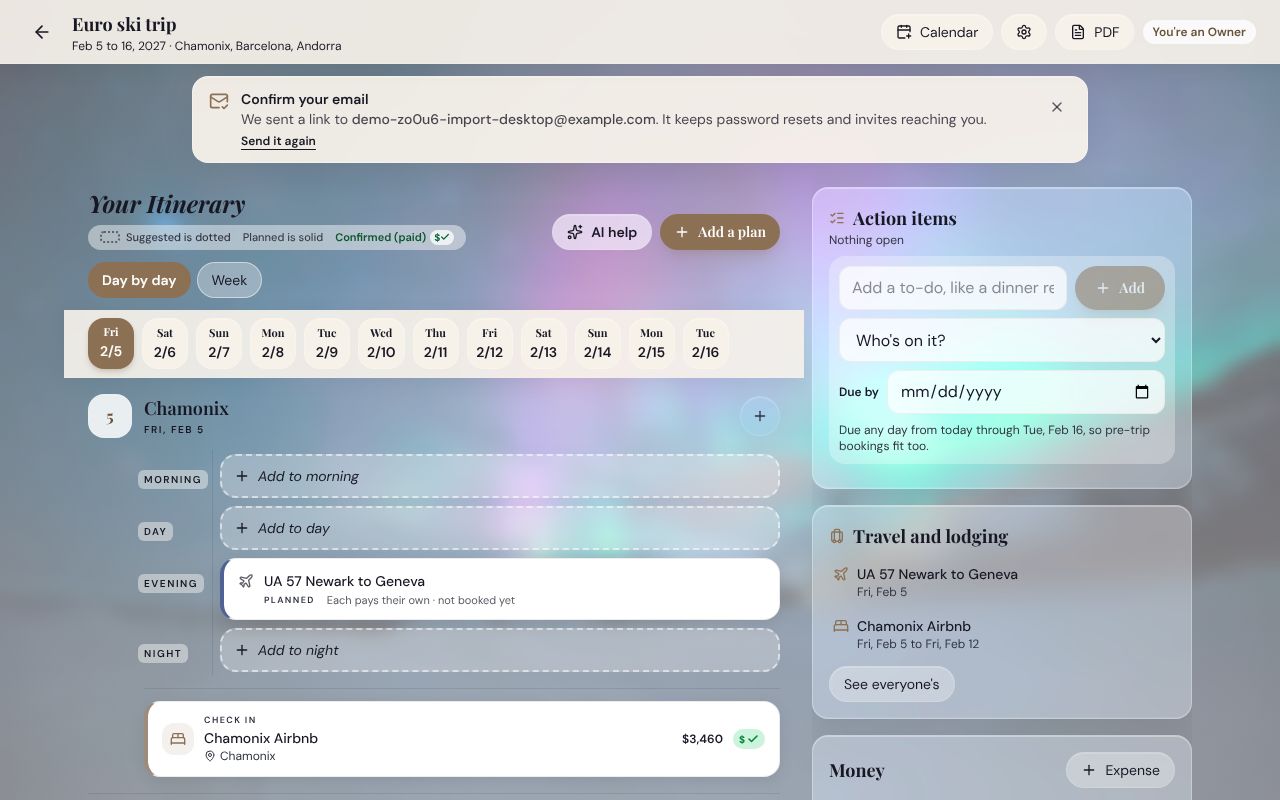 Euro ski trip
Feb 5 to 16, 2027 · Chamonix, Barcelona, Andorra
Calendar
PDF
You're an Owner
Confirm your email
We sent a link to demo-zo0u6-import-desktop@example.com. It keeps password resets and invites reaching you.
Send it again
Your Itinerary
Suggested is dotted Planned is solid Confirmed (paid) $✓
AI help
+ Add a plan
Day by day
Week
Fri 2/5
Sat 2/6
Sun 2/7
Mon 2/8
Tue 2/9
Wed 2/10
Thu 2/11
Fri 2/12
Sat 2/13
Sun 2/14
Mon 2/15
Tue 2/16
5
Chamonix
FRI, FEB 5
+
MORNING
+ Add to morning
DAY
+ Add to day
EVENING
UA 57 Newark to Geneva
PLANNED Each pays their own · not booked yet
NIGHT
+ Add to night
CHECK IN
Chamonix Airbnb
Chamonix
$3,460 $✓
Action items
Nothing open
Add a to-do, like a dinner re
+ Add
Who's on it?
Due by mm/dd/yyyy
Due any day from today through Tue, Feb 16, so pre-trip
bookings fit too.
Travel and lodging
UA 57 Newark to Geneva
Fri, Feb 5
Chamonix Airbnb
Fri, Feb 5 to Fri, Feb 12
See everyone's
Money
+ Expense